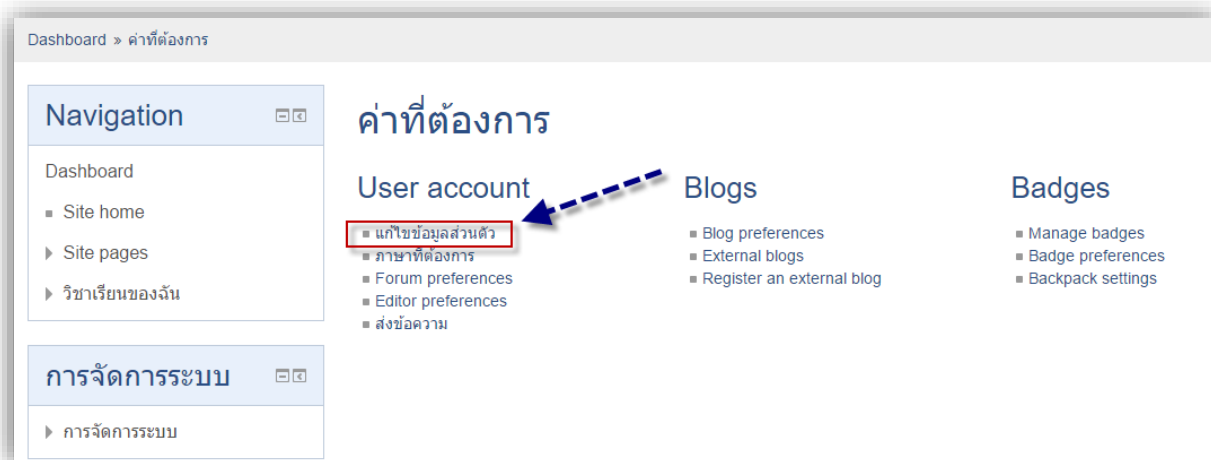 Dashboard » ค่าที่ต้องการ
Navigation
Dashboard
Site home
Site pages
วิชาเรียนของฉัน
การจัดการระบบ
การจัดการระบบ
ค่าที่ต้องการ
User account
แก้ไขข้อมูลส่วนตัว
ภาษาที่ต้องการ
Forum preferences
Editor preferences
ส่งข้อความ
Blogs
Blog preferences
External blogs
Register an external blog
Badges
Manage badges
Badge preferences
Backpack settings